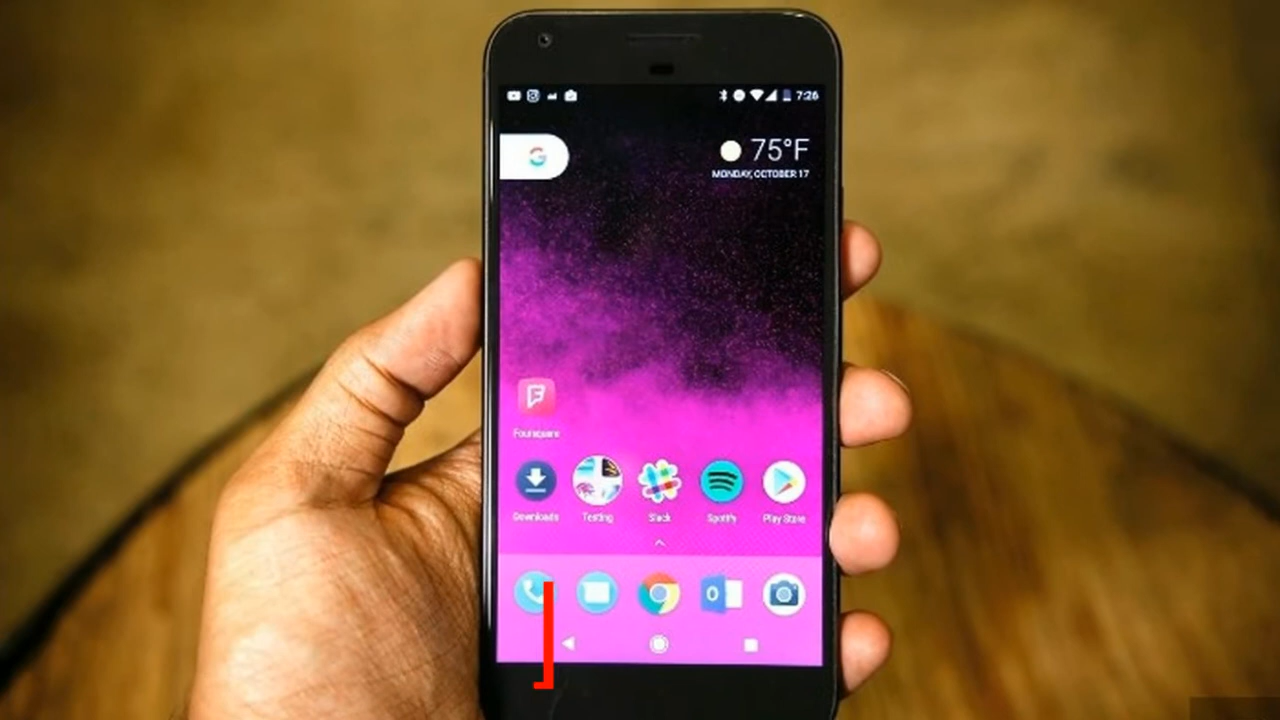 7:26
G
75°F
MONDAY, OCTOBER 17
Foursquare
Downloads Testing Slack Spotify Play Store
O
]